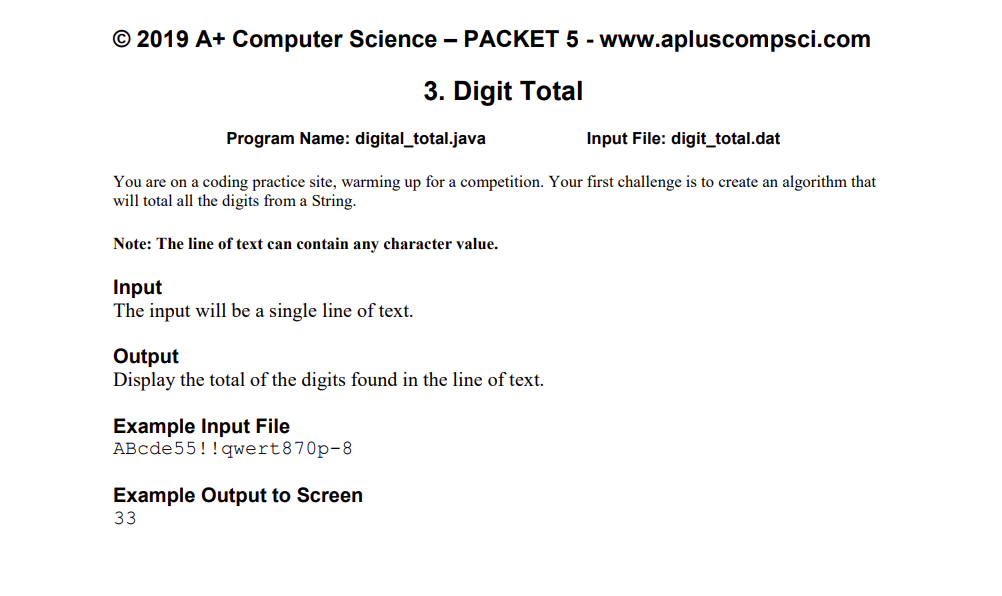 © 2019 A+ Computer Science – PACKET 5 - www.apluscompsci.com
3. Digit Total
Program Name: digital_total.java Input File: digit_total.dat
You are on a coding practice site, warming up for a competition. Your first challenge is to create an algorithm that
will total all the digits from a String.
Note: The line of text can contain any character value.
Input
The input will be a single line of text.
Output
Display the total of the digits found in the line of text.
Example Input File
ABcde55!!qwert870p-8
Example Output to Screen
33